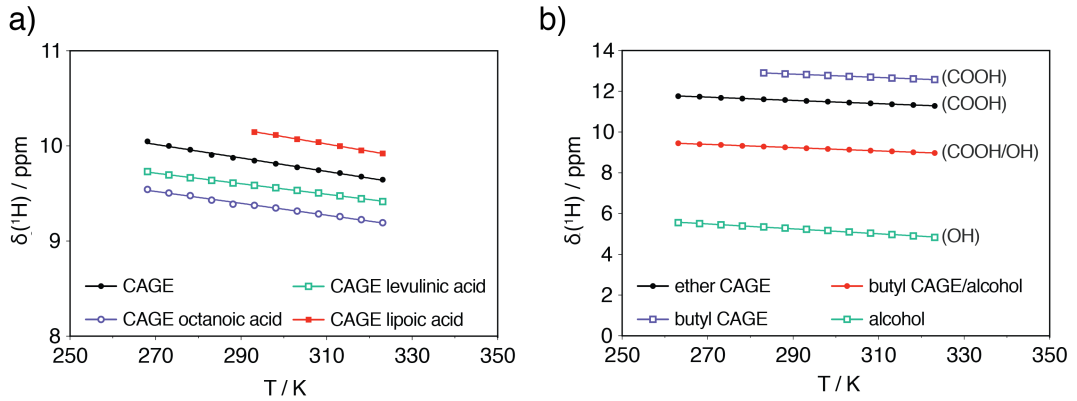 a)
δ(¹H) / ppm
11
10
9
8
250
270
290
310
330
350
T / K
CAGE
CAGE levulinic acid
CAGE octanoic acid
CAGE lipoic acid
b)
δ(¹H) / ppm
14
12
10
8
6
4
2
0
250
270
290
310
330
350
T / K
(COOH)
(COOH)
(COOH/OH)
(OH)
ether CAGE
butyl CAGE/alcohol
butyl CAGE
alcohol